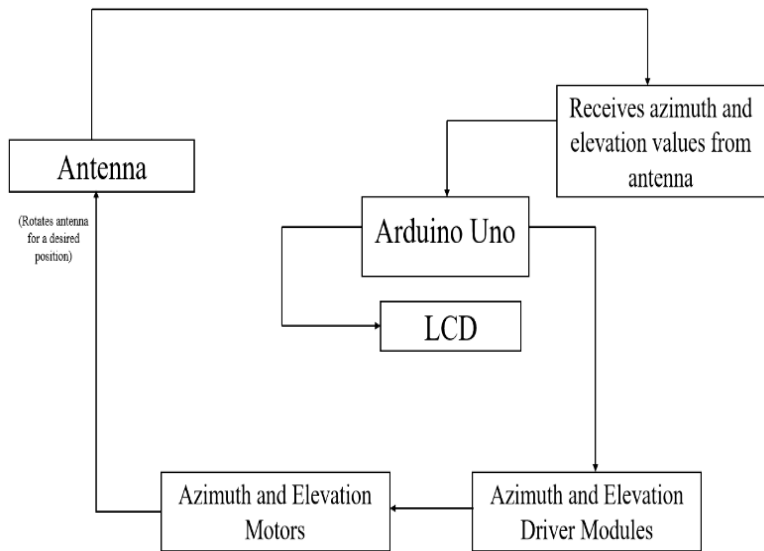 Antenna
(Rotates antenna
for a desired
position)
Receives azimuth and
elevation values from
antenna
Arduino Uno
LCD
Azimuth and Elevation
Motors
Azimuth and Elevation
Driver Modules